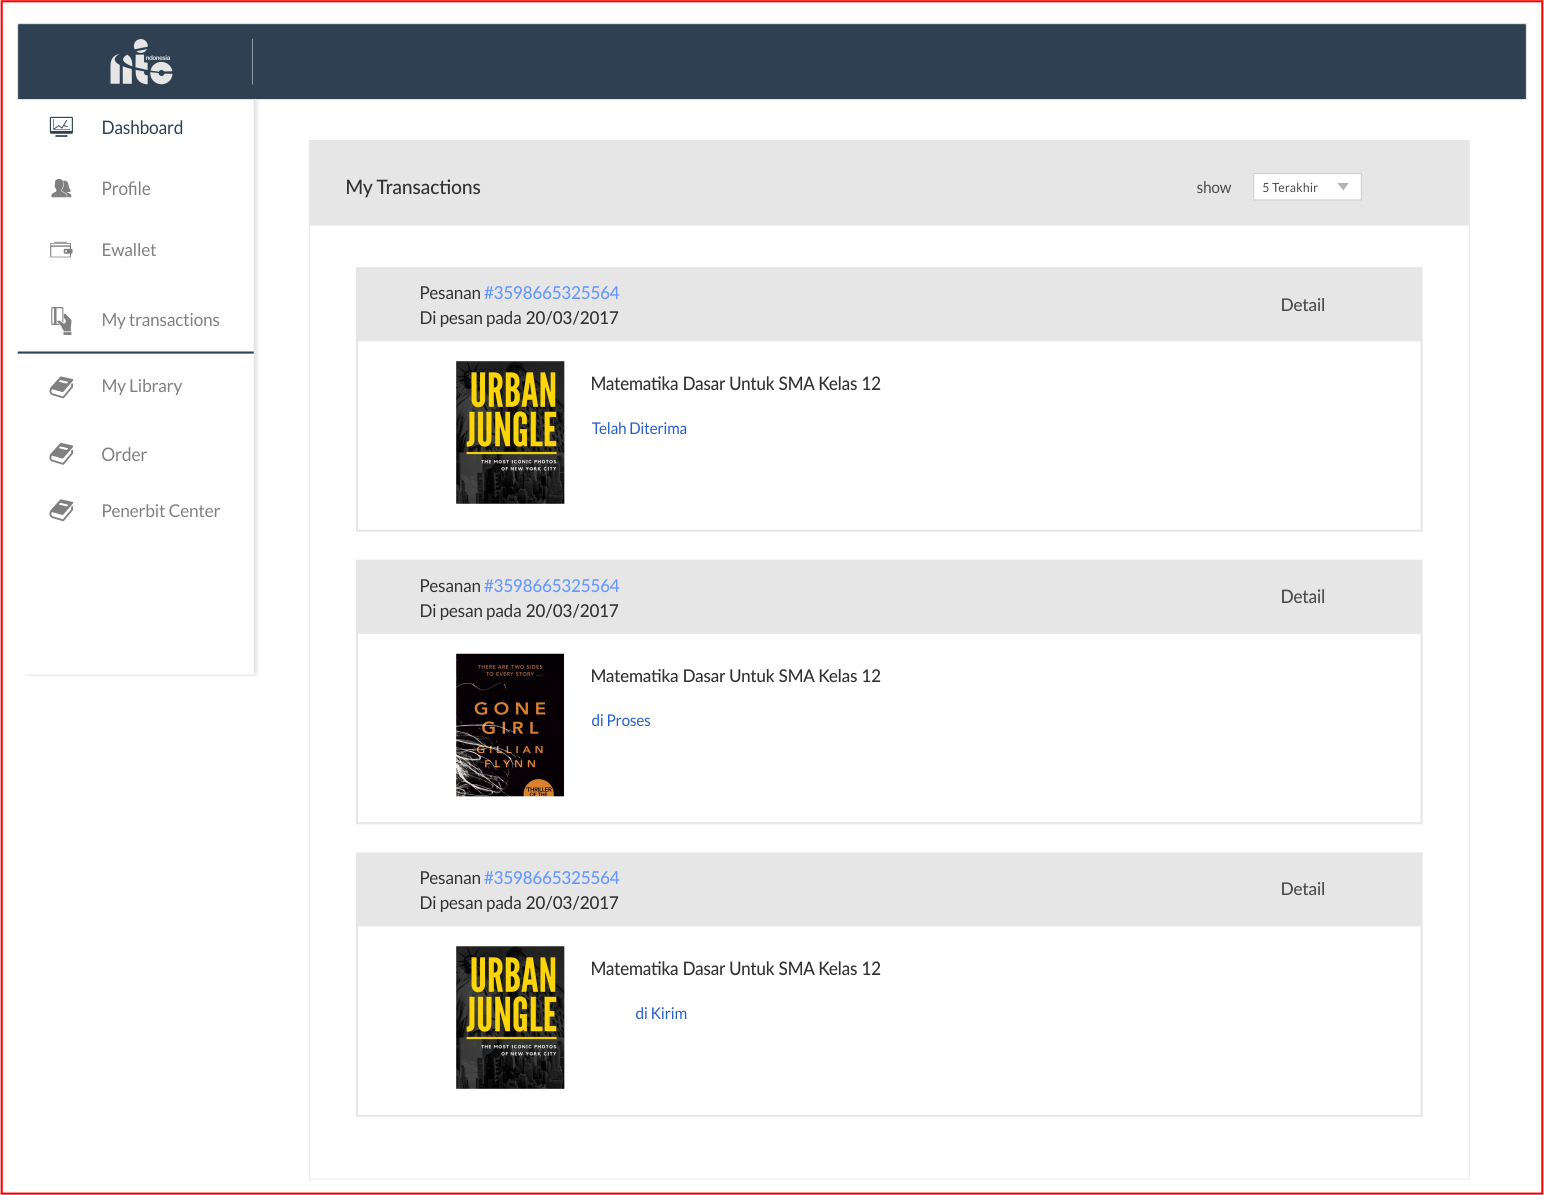 ndonesia
lite
Dashboard
Profile
Ewallet
My transactions
My Library
Order
Penerbit Center
My Transactions
show
5 Terakhir
Pesanan #3598665325564
Di pesan pada 20/03/2017
Detail
URBAN
JUNGLE
THE MOST ICONIC PHOTOS
OF NEW YORK CITY
Matematika Dasar Untuk SMA Kelas 12
Telah Diterima
Pesanan #3598665325564
Di pesan pada 20/03/2017
Detail
THERE ARE TWO SIDES
TO EVERY STORY...
GONE
GIRL
GILLIAN
FLYNN
THRILLER
OF THE
Matematika Dasar Untuk SMA Kelas 12
di Proses
Pesanan #3598665325564
Di pesan pada 20/03/2017
Detail
URBAN
JUNGLE
THE MOST ICONIC PHOTOS
OF NEW YORK CITY
Matematika Dasar Untuk SMA Kelas 12
di Kirim